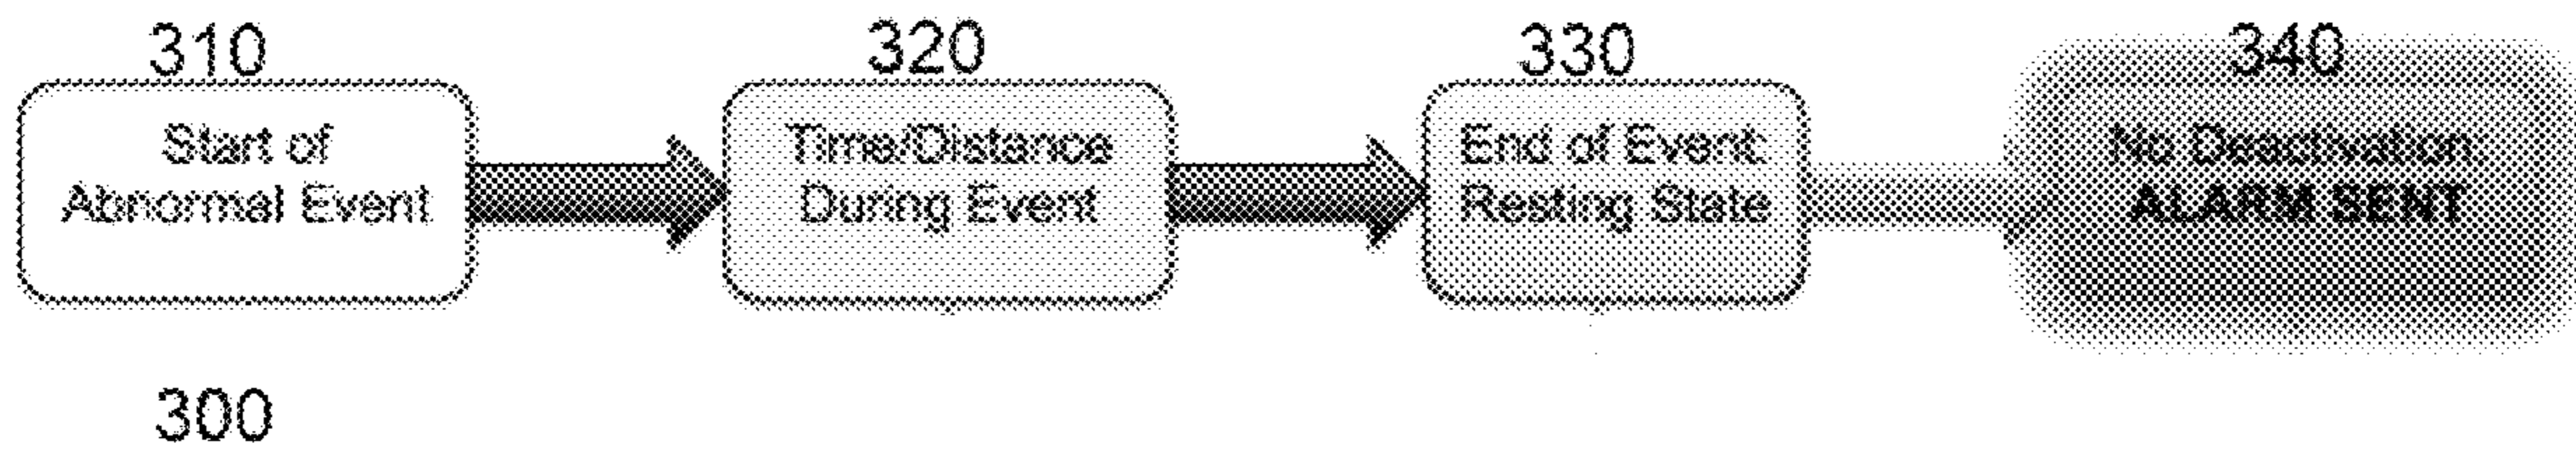 310
320
330
340
Start of
Abnormal Event
Time/Distance
During Event
End of Event:
Resting State
No Deactivation:
ALARM SENT
300